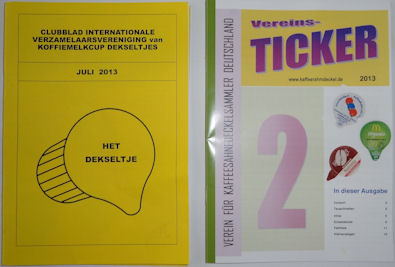 CLUBBLAD INTERNATIONALE
VERZAMELAARSVERENIGING van
KOFFIEMELKCUP DEKSELTJES
JULI 2013
HET
DEKSELTJE
Vereins-
TICKER
www.kaffeerahmdeckel.de
2013
VEREIN FÜR KAFFEESAHNEDECKELSAMMLER DEUTSCHLAND
2
In dieser Ausgabe